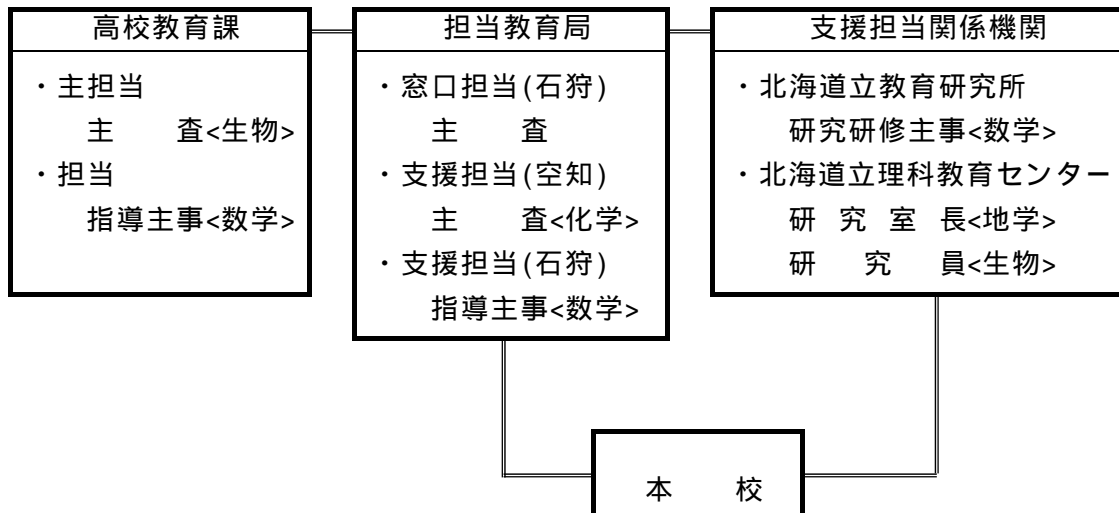 高校教育課
・主担当
主　　査<生物>
・担当
指導主事<数学>
担当教育局
・窓口担当(石狩)
主　　査
・支援担当(空知)
主　　査<化学>
・支援担当(石狩)
指導主事<数学>
支援担当関係機関
・北海道立教育研究所
研究研修主事<数学>
・北海道立理科教育センター
研 究 室 長<地学>
研　究　員<生物>
本　　校